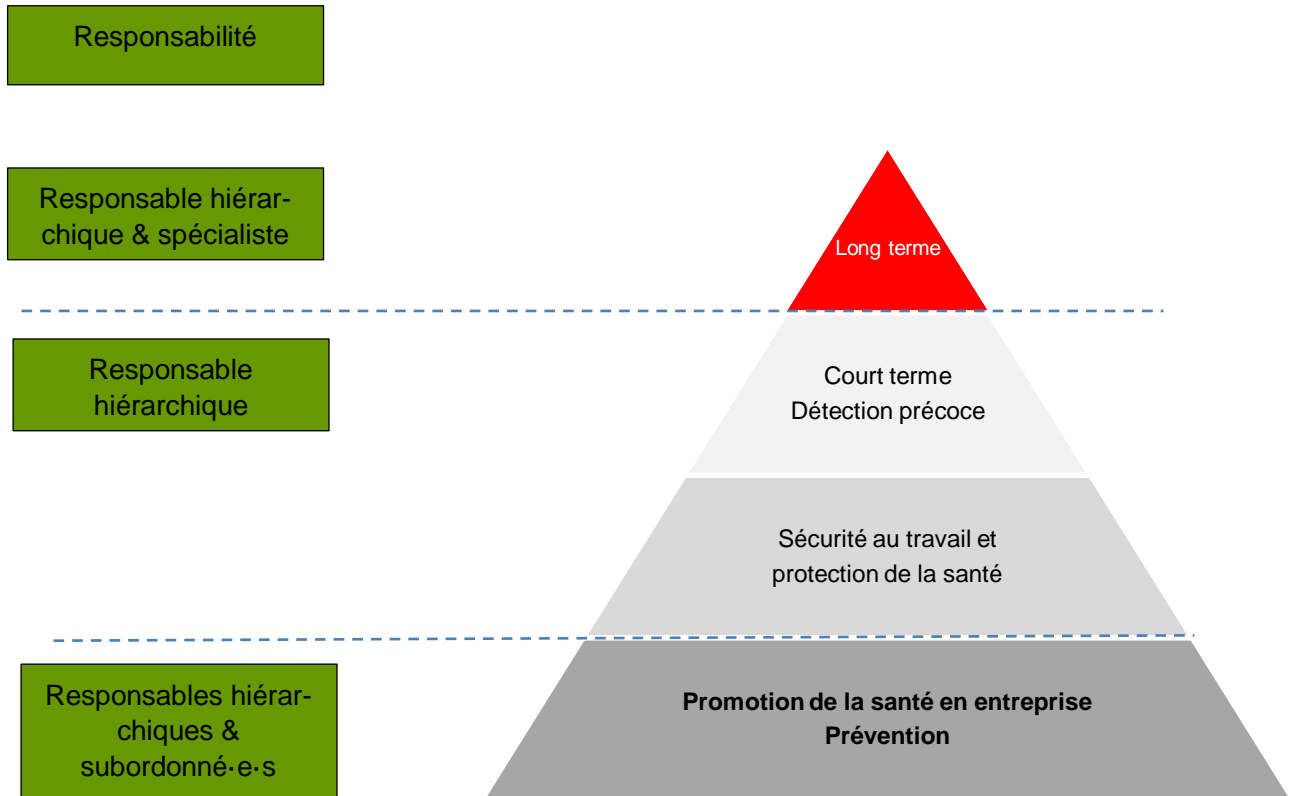 Responsabilité
Responsable hiérar-
chique & spécialiste
Long terme
Responsable
hiérarchique
Court terme
Détection précoce
Sécurité au travail et
protection de la santé
Responsables hiérar-
chiques &
subordonné·e·s
Promotion de la santé en entreprise
Prévention